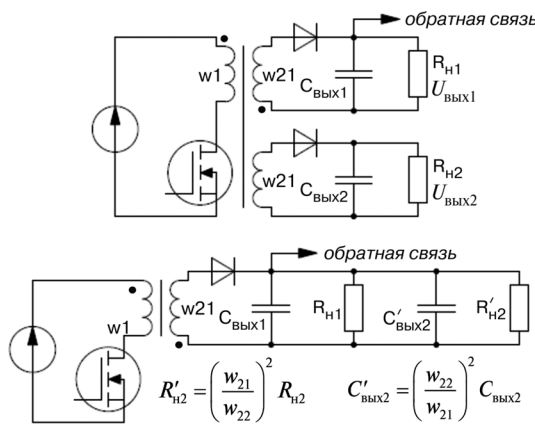 обратная связь
w1
w21
Cвых1
Rн1
Uвых1
w21
Cвых2
Rн2
Uвых2
обратная связь
w1
w21
Cвых1
Rн1
C′вых2
R′н2
R′н2 = (w21/w22)² Rн2
C′вых2 = (w22/w21)² Cвых2